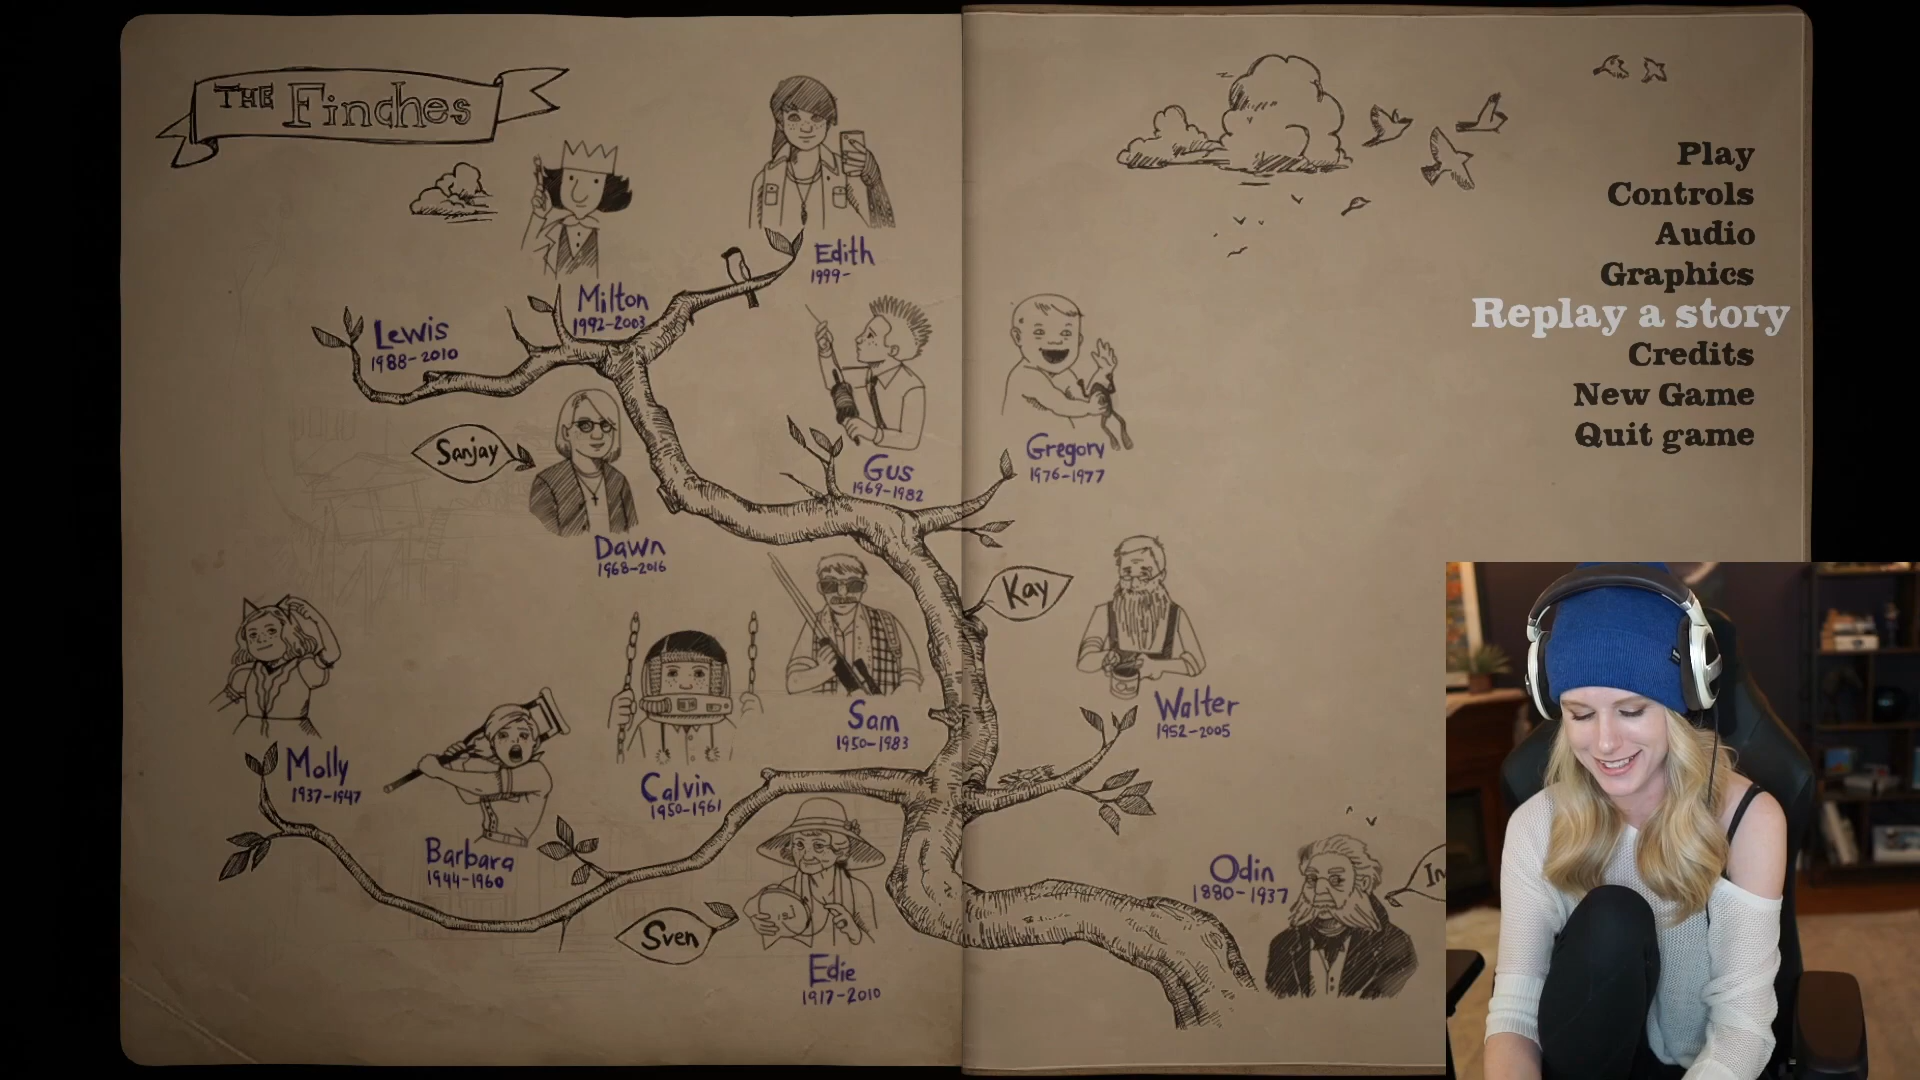 THE Finches
Edith
1999-
Milton
1992-2003
Lewis
1988-2010
Sanjay
Dawn
1968-2016
Gus
1969-1982
Gregory
1976-1977
Kay
Sam
1950-1983
Walter
1952-2005
Molly
1937-1947
Barbara
1944-1960
Calvin
1950-1961
Sven
Edie
1917-2010
Odin
1880-1937
In
Play
Controls
Audio
Graphics
Replay a story
Credits
New Game
Quit game